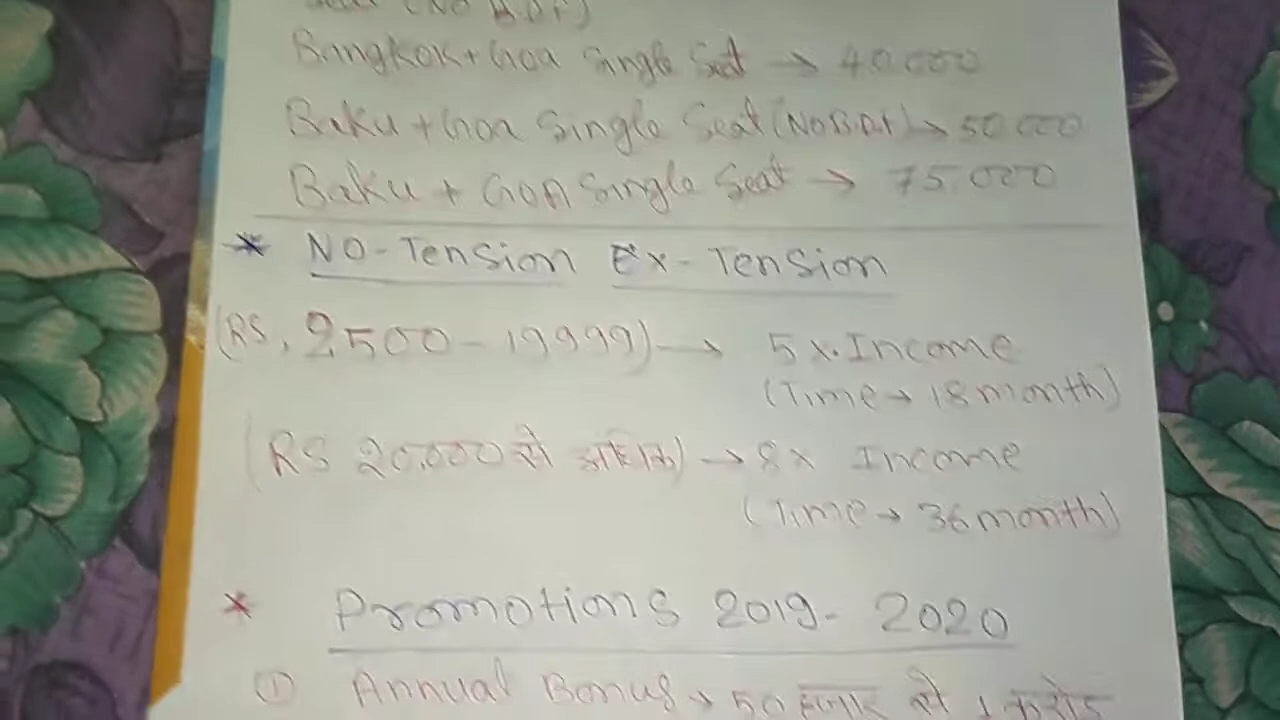 Seat (No B.D.F)
Bangkok + Goa Single Seat → 40.000
Baku + Goa Single Seat (No B.D.F) → 50 000
Baku + Goa Single Seat → 75.000
* NO-Tension Ex-Tension
(RS, 2500 - 19999) → 5x. Income
(Time → 18 month)
(RS 20.000 से अधिक) → 8x Income
(Time → 36 month)
* Promotions 2019- 2020
① Annual Bonus → 50 हजार से 1 करोड़